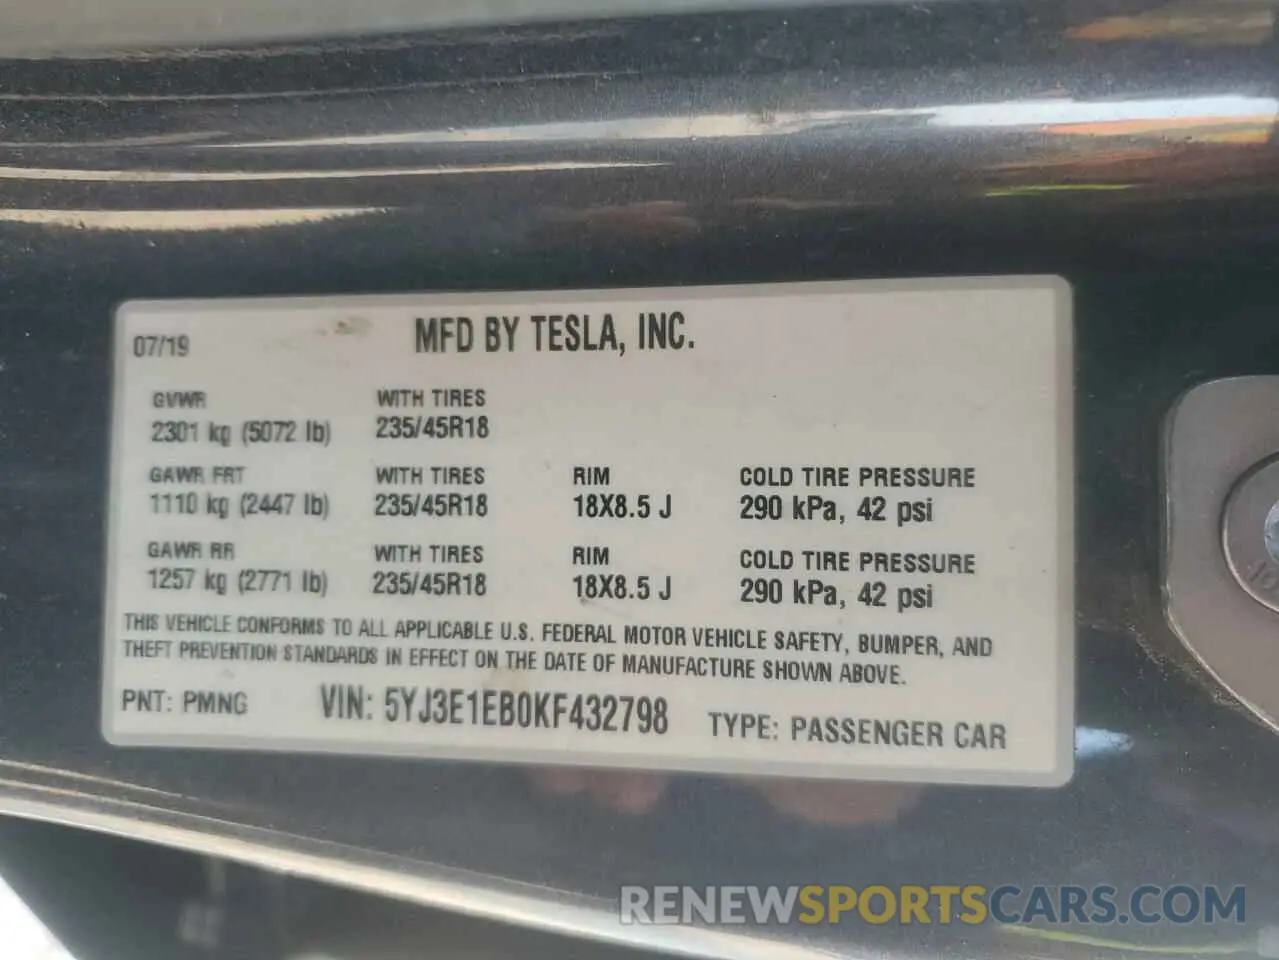 07/19 MFD BY TESLA, INC.
GVWR WITH TIRES
2301 kg (5072 lb) 235/45R18
GAWR FRT WITH TIRES RIM COLD TIRE PRESSURE
1110 kg (2447 lb) 235/45R18 18X8.5 J 290 kPa, 42 psi
GAWR RR WITH TIRES RIM COLD TIRE PRESSURE
1257 kg (2771 lb) 235/45R18 18X8.5 J 290 kPa, 42 psi
THIS VEHICLE CONFORMS TO ALL APPLICABLE U.S. FEDERAL MOTOR VEHICLE SAFETY, BUMPER, AND
THEFT PREVENTION STANDARDS IN EFFECT ON THE DATE OF MANUFACTURE SHOWN ABOVE.
PNT: PMNG VIN: 5YJ3E1EB0KF432798 TYPE: PASSENGER CAR
RENEWSPORTSCARS.COM